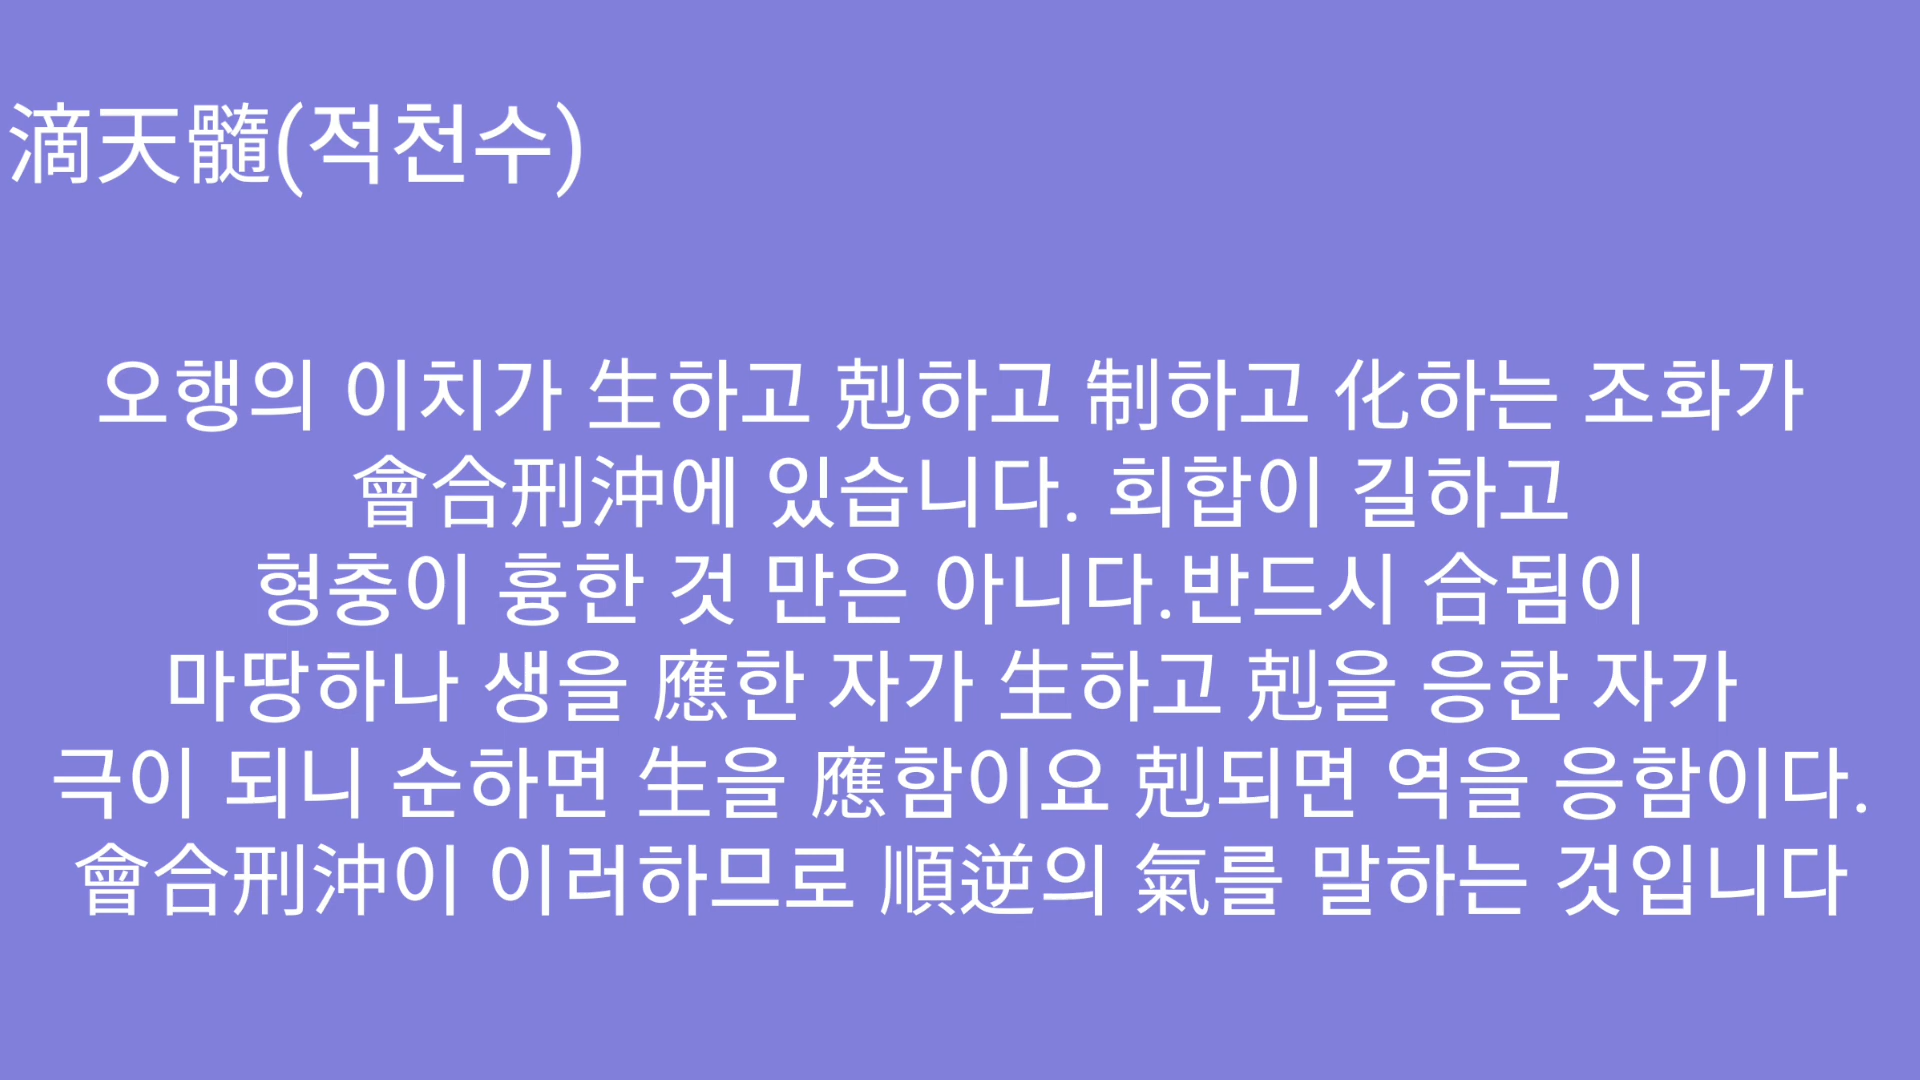 滴天髓(적천수)
오행의 이치가 生하고 剋하고 制하고 化하는 조화가
會合刑沖에 있습니다. 회합이 길하고
형충이 흉한 것 만은 아니다.반드시 合됨이
마땅하나 생을 應한 자가 生하고 剋을 응한 자가
극이 되니 순하면 生을 應함이요 剋되면 역을 응함이다.
會合刑沖이 이러하므로 順逆의 氣를 말하는 것입니다